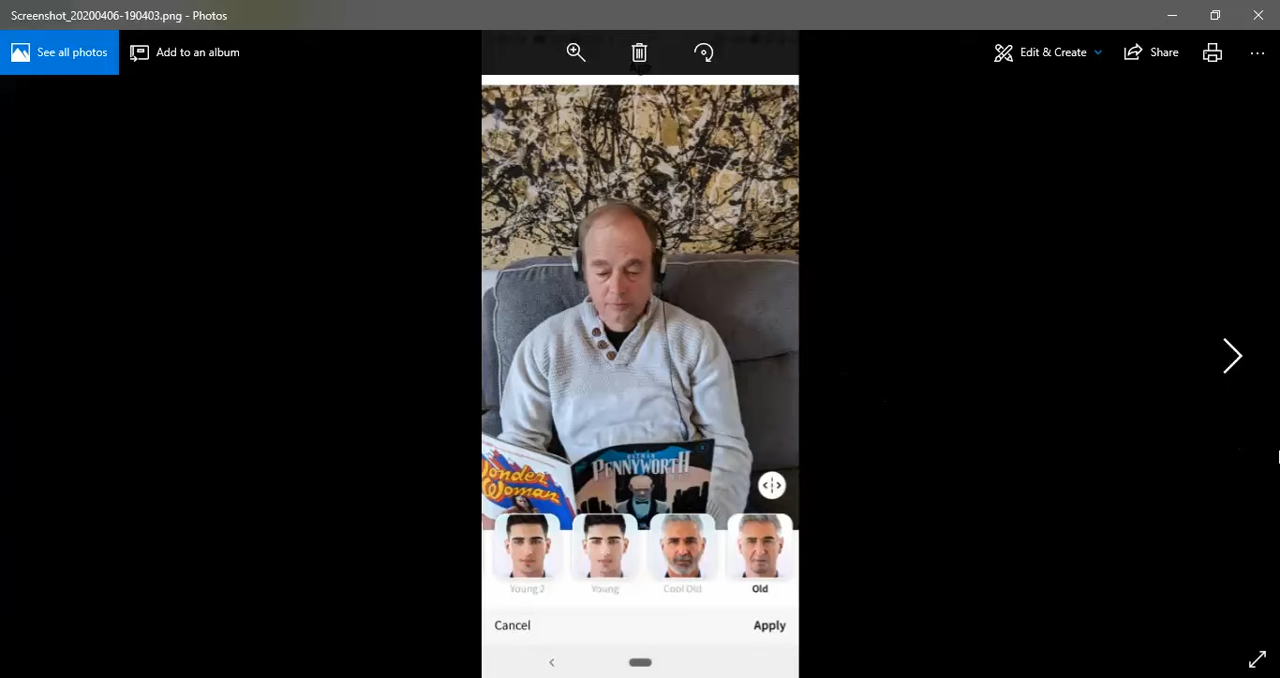 Screenshot_20200406-190403.png - Photos
See all photos
Add to an album
Edit & Create
Share
Wonder
Woman
BATMAN
PENNYWORTH
Young 2
Young
Cool Old
Old
Cancel
Apply